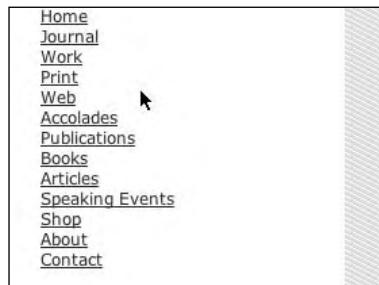 Home
Journal
Work
Print
Web
Accolades
Publications
Books
Articles
Speaking Events
Shop
About
Contact